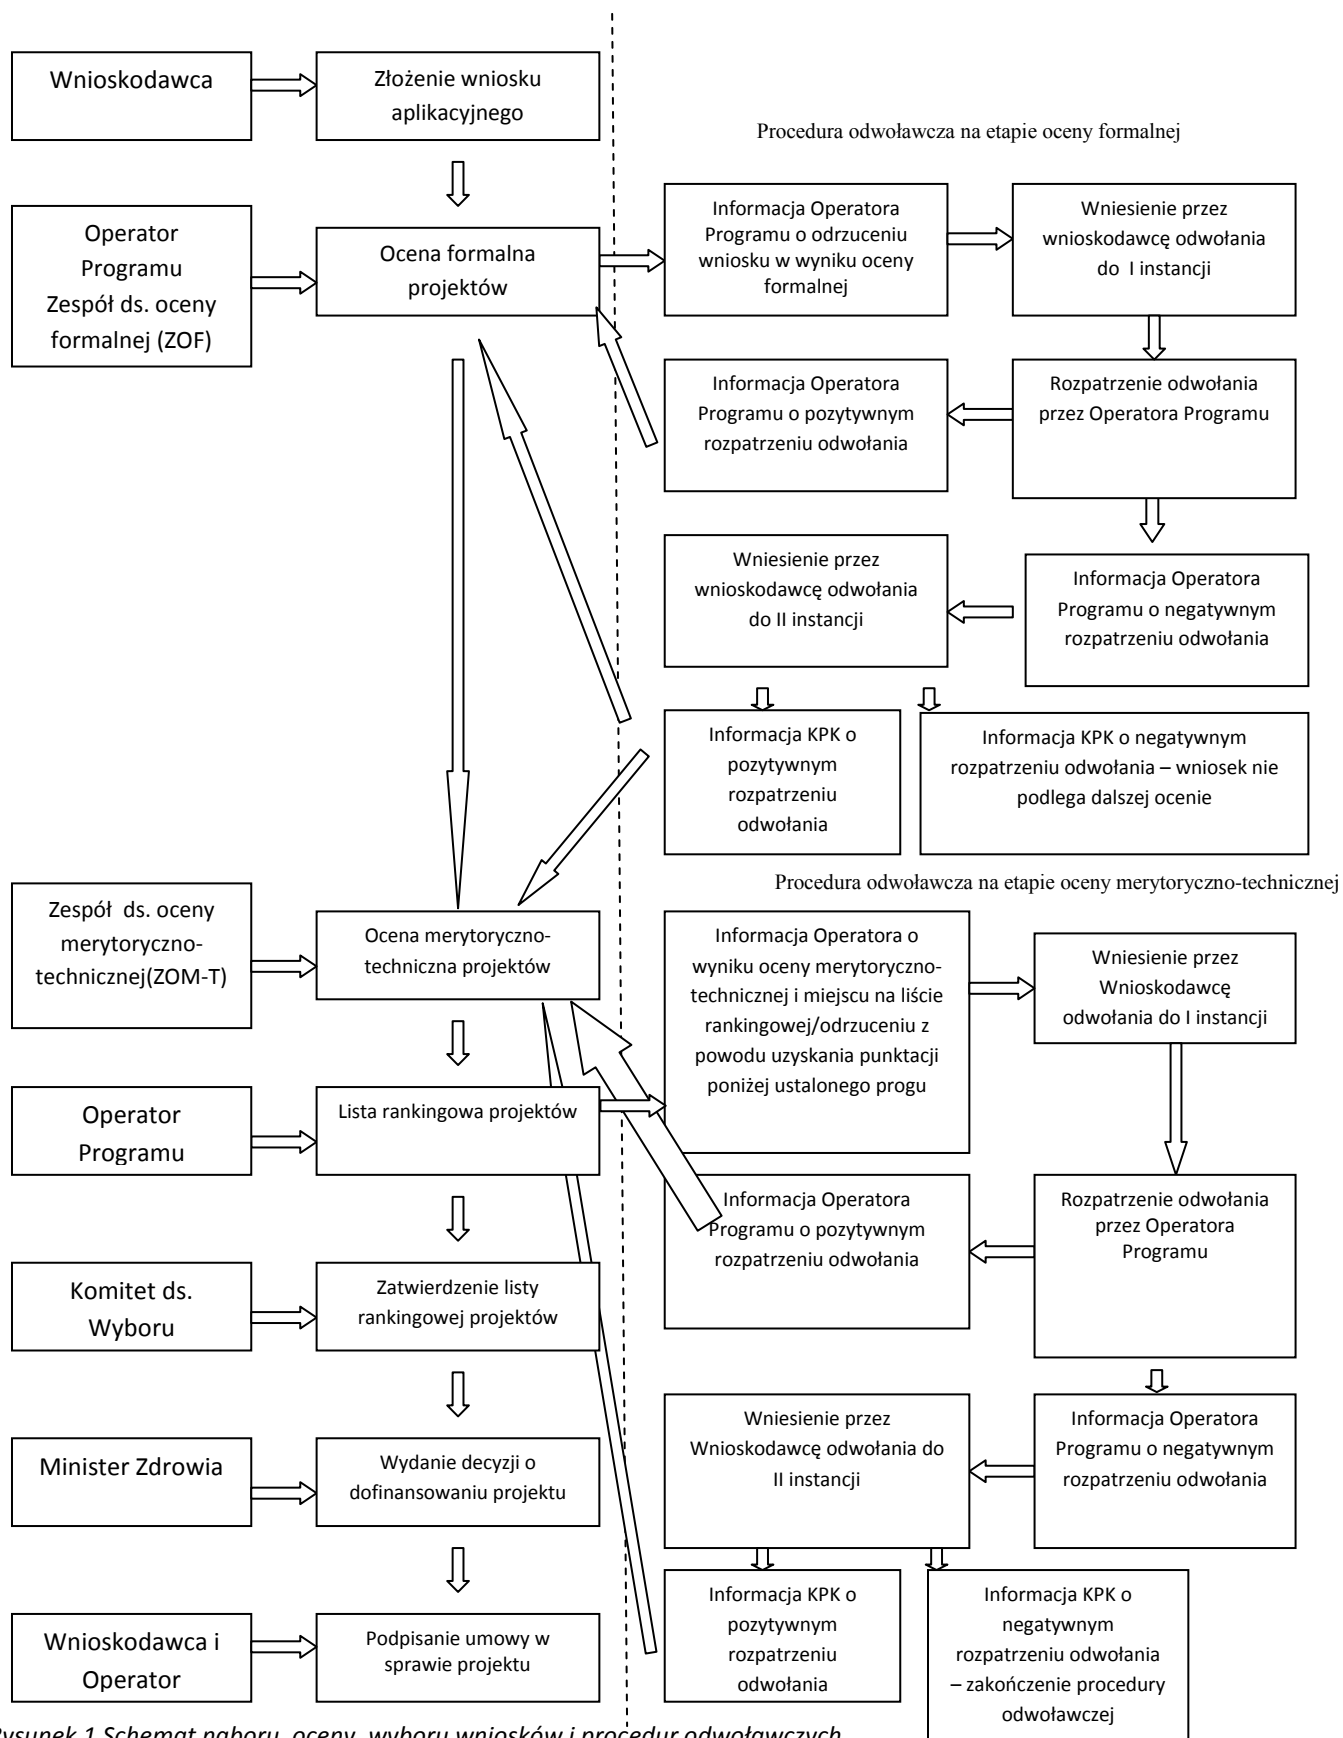 Wnioskodawca
Złożenie wniosku
aplikacyjnego
Procedura odwoławcza na etapie oceny formalnej
Operator
Programu
Zespół ds. oceny
formalnej (ZOF)
Ocena formalna
projektów
Informacja Operatora
Programu o odrzuceniu
wniosku w wyniku oceny
formalnej
Wniesienie przez
wnioskodawcę odwołania
do I instancji
Informacja Operatora
Programu o pozytywnym
rozpatrzeniu odwołania
Rozpatrzenie odwołania
przez Operatora Programu
Wniesienie przez
wnioskodawcę odwołania
do II instancji
Informacja Operatora
Programu o negatywnym
rozpatrzeniu odwołania
Informacja KPK o
pozytywnym
rozpatrzeniu
odwołania
Informacja KPK o negatywnym
rozpatrzeniu odwołania – wniosek nie
podlega dalszej ocenie
Procedura odwoławcza na etapie oceny merytoryczno-technicznej
Zespół ds. oceny
merytoryczno-
technicznej(ZOM-T)
Ocena merytoryczno-
techniczna projektów
Informacja Operatora o
wyniku oceny merytoryczno-
technicznej i miejscu na liście
rankingowej/odrzuceniu z
powodu uzyskania punktacji
poniżej ustalonego progu
Wniesienie przez
Wnioskodawcę
odwołania do I instancji
Operator
Programu
Lista rankingowa projektów
Informacja Operatora
Programu o pozytywnym
rozpatrzeniu odwołania
Rozpatrzenie odwołania
przez Operatora
Programu
Komitet ds.
Wyboru
Zatwierdzenie listy
rankingowej projektów
Wniesienie przez
Wnioskodawcę odwołania do
II instancji
Informacja Operatora
Programu o negatywnym
rozpatrzeniu odwołania
Minister Zdrowia
Wydanie decyzji o
dofinansowaniu projektu
Informacja KPK o
pozytywnym
rozpatrzeniu
odwołania
Informacja KPK o
negatywnym
rozpatrzeniu odwołania
– zakończenie procedury
odwoławczej
Wnioskodawca i
Operator
Podpisanie umowy w
sprawie projektu
Rysunek 1 Schemat naboru, oceny, wyboru wniosków i procedur odwoławczych